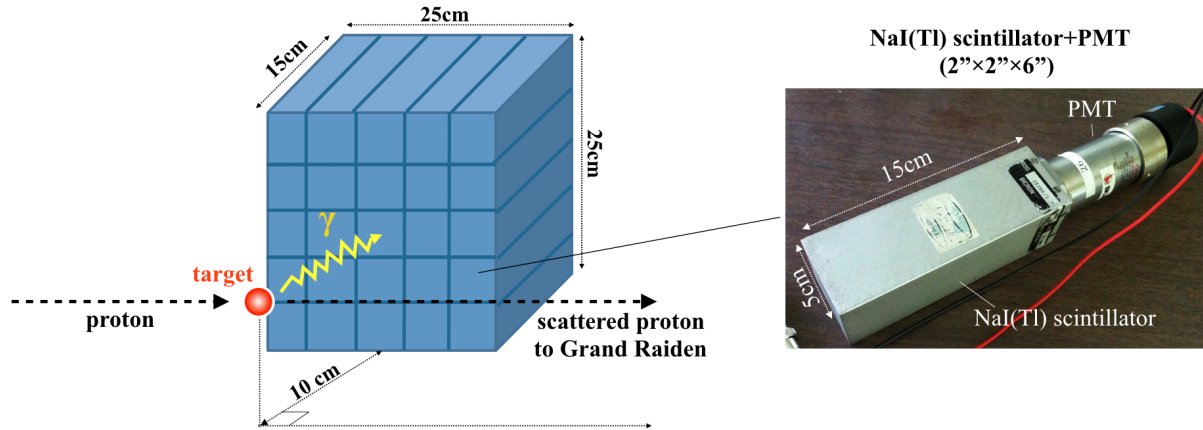 25cm
15cm
25cm
γ
target
proton
scattered proton
to Grand Raiden
10 cm
NaI(Tl) scintillator+PMT
(2”×2”×6”)
PMT
15cm
26
5cm
NaI(Tl) scintillator